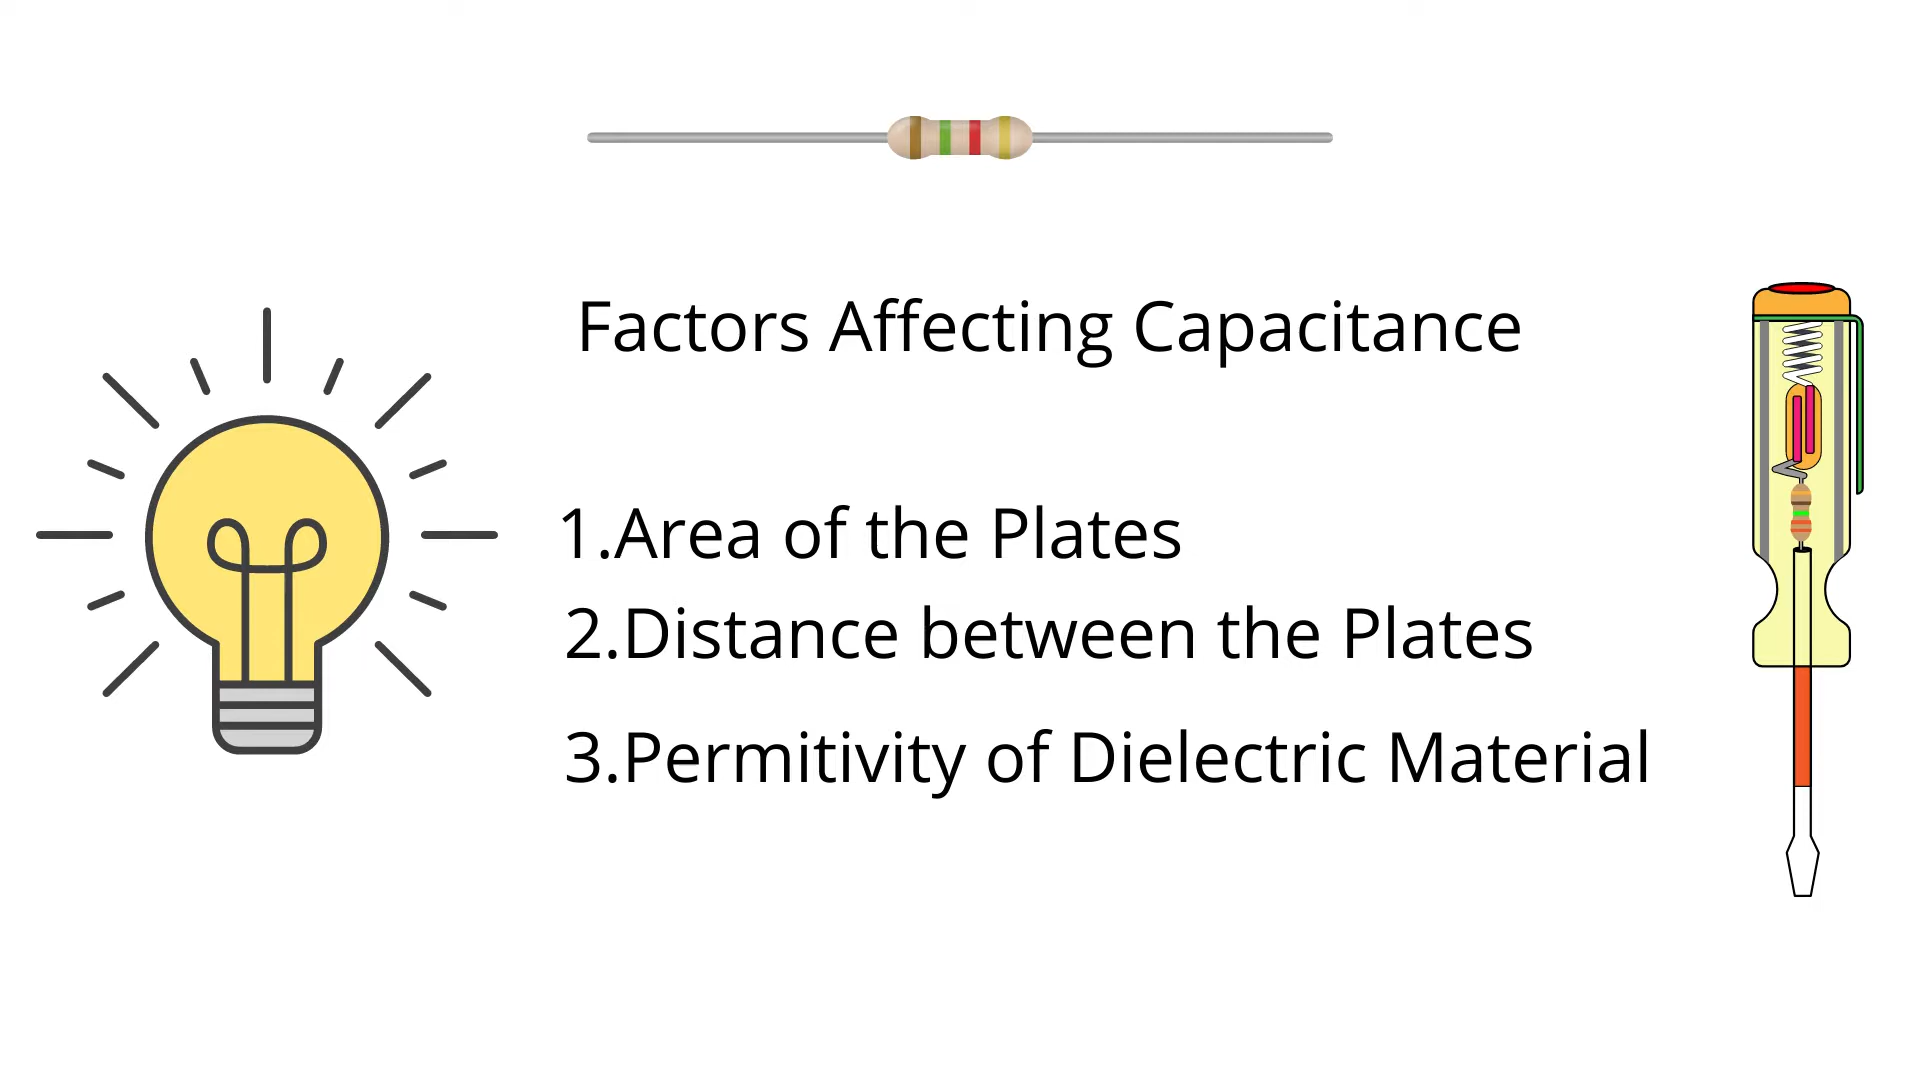 Factors Affecting Capacitance
1.Area of the Plates
2.Distance between the Plates
3.Permitivity of Dielectric Material